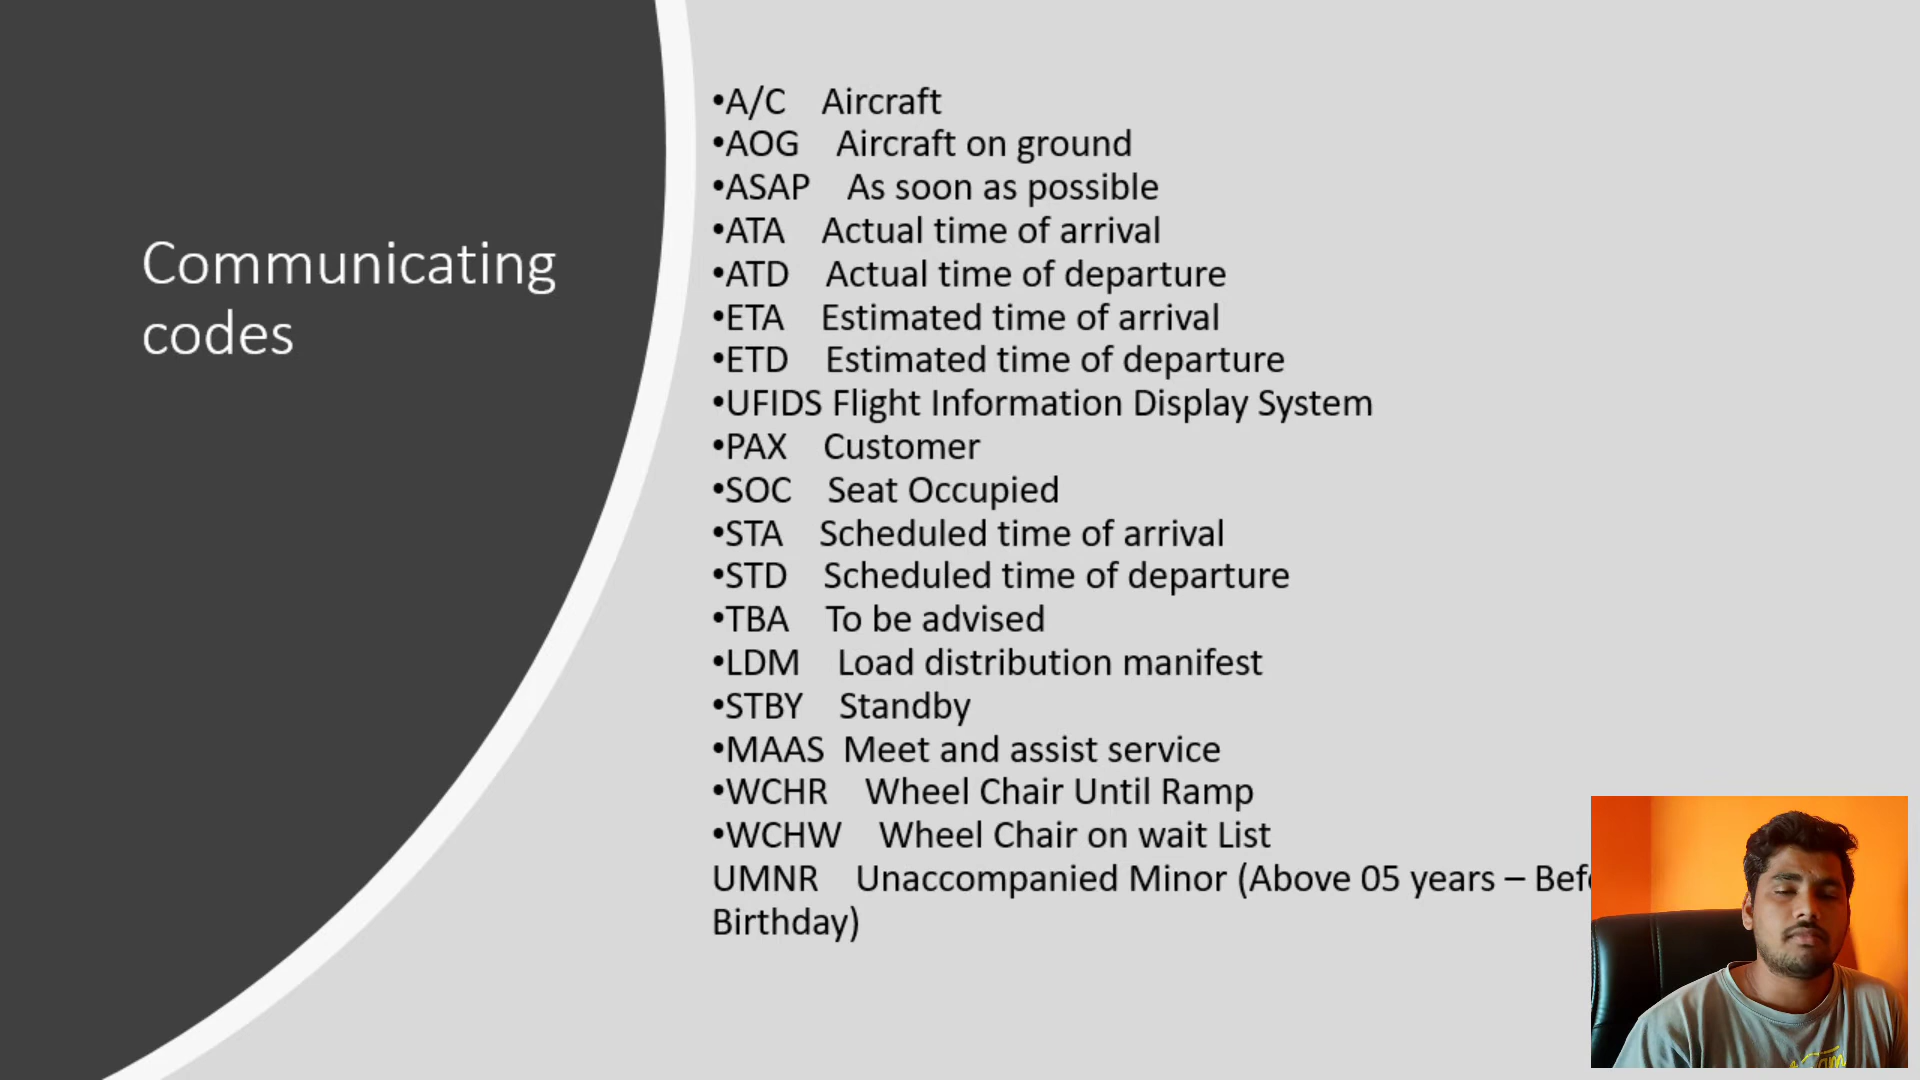 Communicating
codes
•A/C Aircraft
•AOG Aircraft on ground
•ASAP As soon as possible
•ATA Actual time of arrival
•ATD Actual time of departure
•ETA Estimated time of arrival
•ETD Estimated time of departure
•UFIDS Flight Information Display System
•PAX Customer
•SOC Seat Occupied
•STA Scheduled time of arrival
•STD Scheduled time of departure
•TBA To be advised
•LDM Load distribution manifest
•STBY Standby
•MAAS Meet and assist service
•WCHR Wheel Chair Until Ramp
•WCHW Wheel Chair on wait List
UMNR Unaccompanied Minor (Above 05 years –
Birthday)